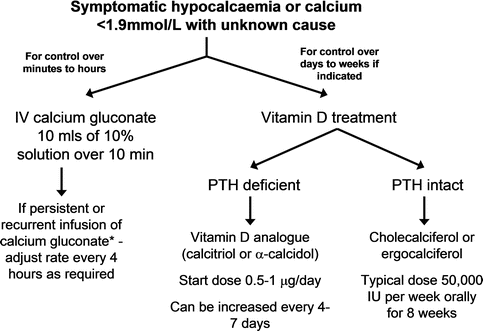 Symptomatic hypocalcaemia or calcium
<1.9mmol/L with unknown cause
For control over
minutes to hours
For control over
days to weeks if
indicated
IV calcium gluconate
10 mls of 10%
solution over 10 min
Vitamin D treatment
If persistent or
recurrent infusion of
calcium gluconate* -
adjust rate every 4
hours as required
PTH deficient
PTH intact
Vitamin D analogue
(calcitriol or α-calcidol)
Start dose 0.5-1 μg/day
Can be increased every 4-
7 days
Cholecalciferol or
ergocalciferol
Typical dose 50,000
IU per week orally
for 8 weeks